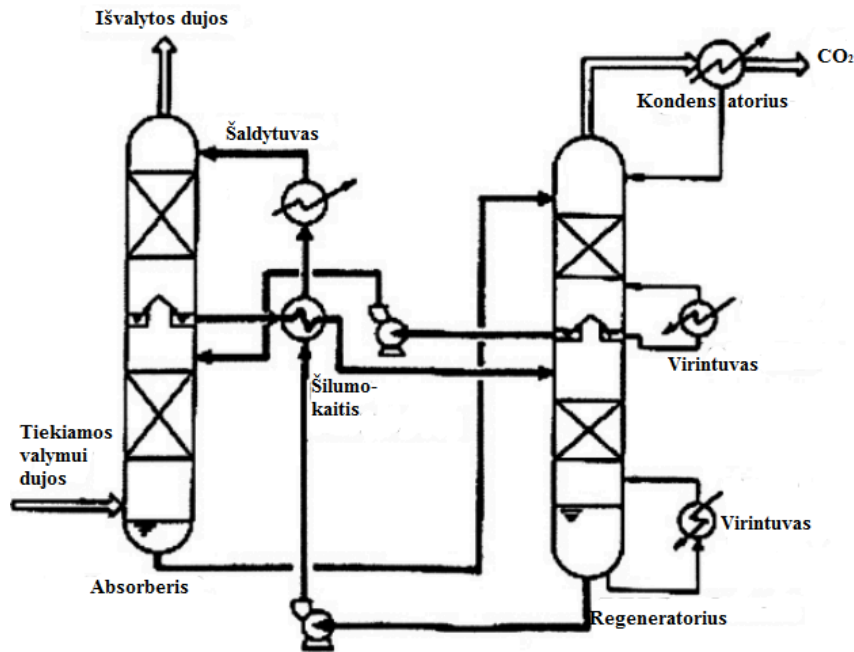 Išvalytos dujos
CO₂
Kondensatorius
Šaldytuvas
Virintuvas
Šilumo-
kaitis
Tiekiamos
valymui
dujos
Virintuvas
Absorberis
Regeneratorius